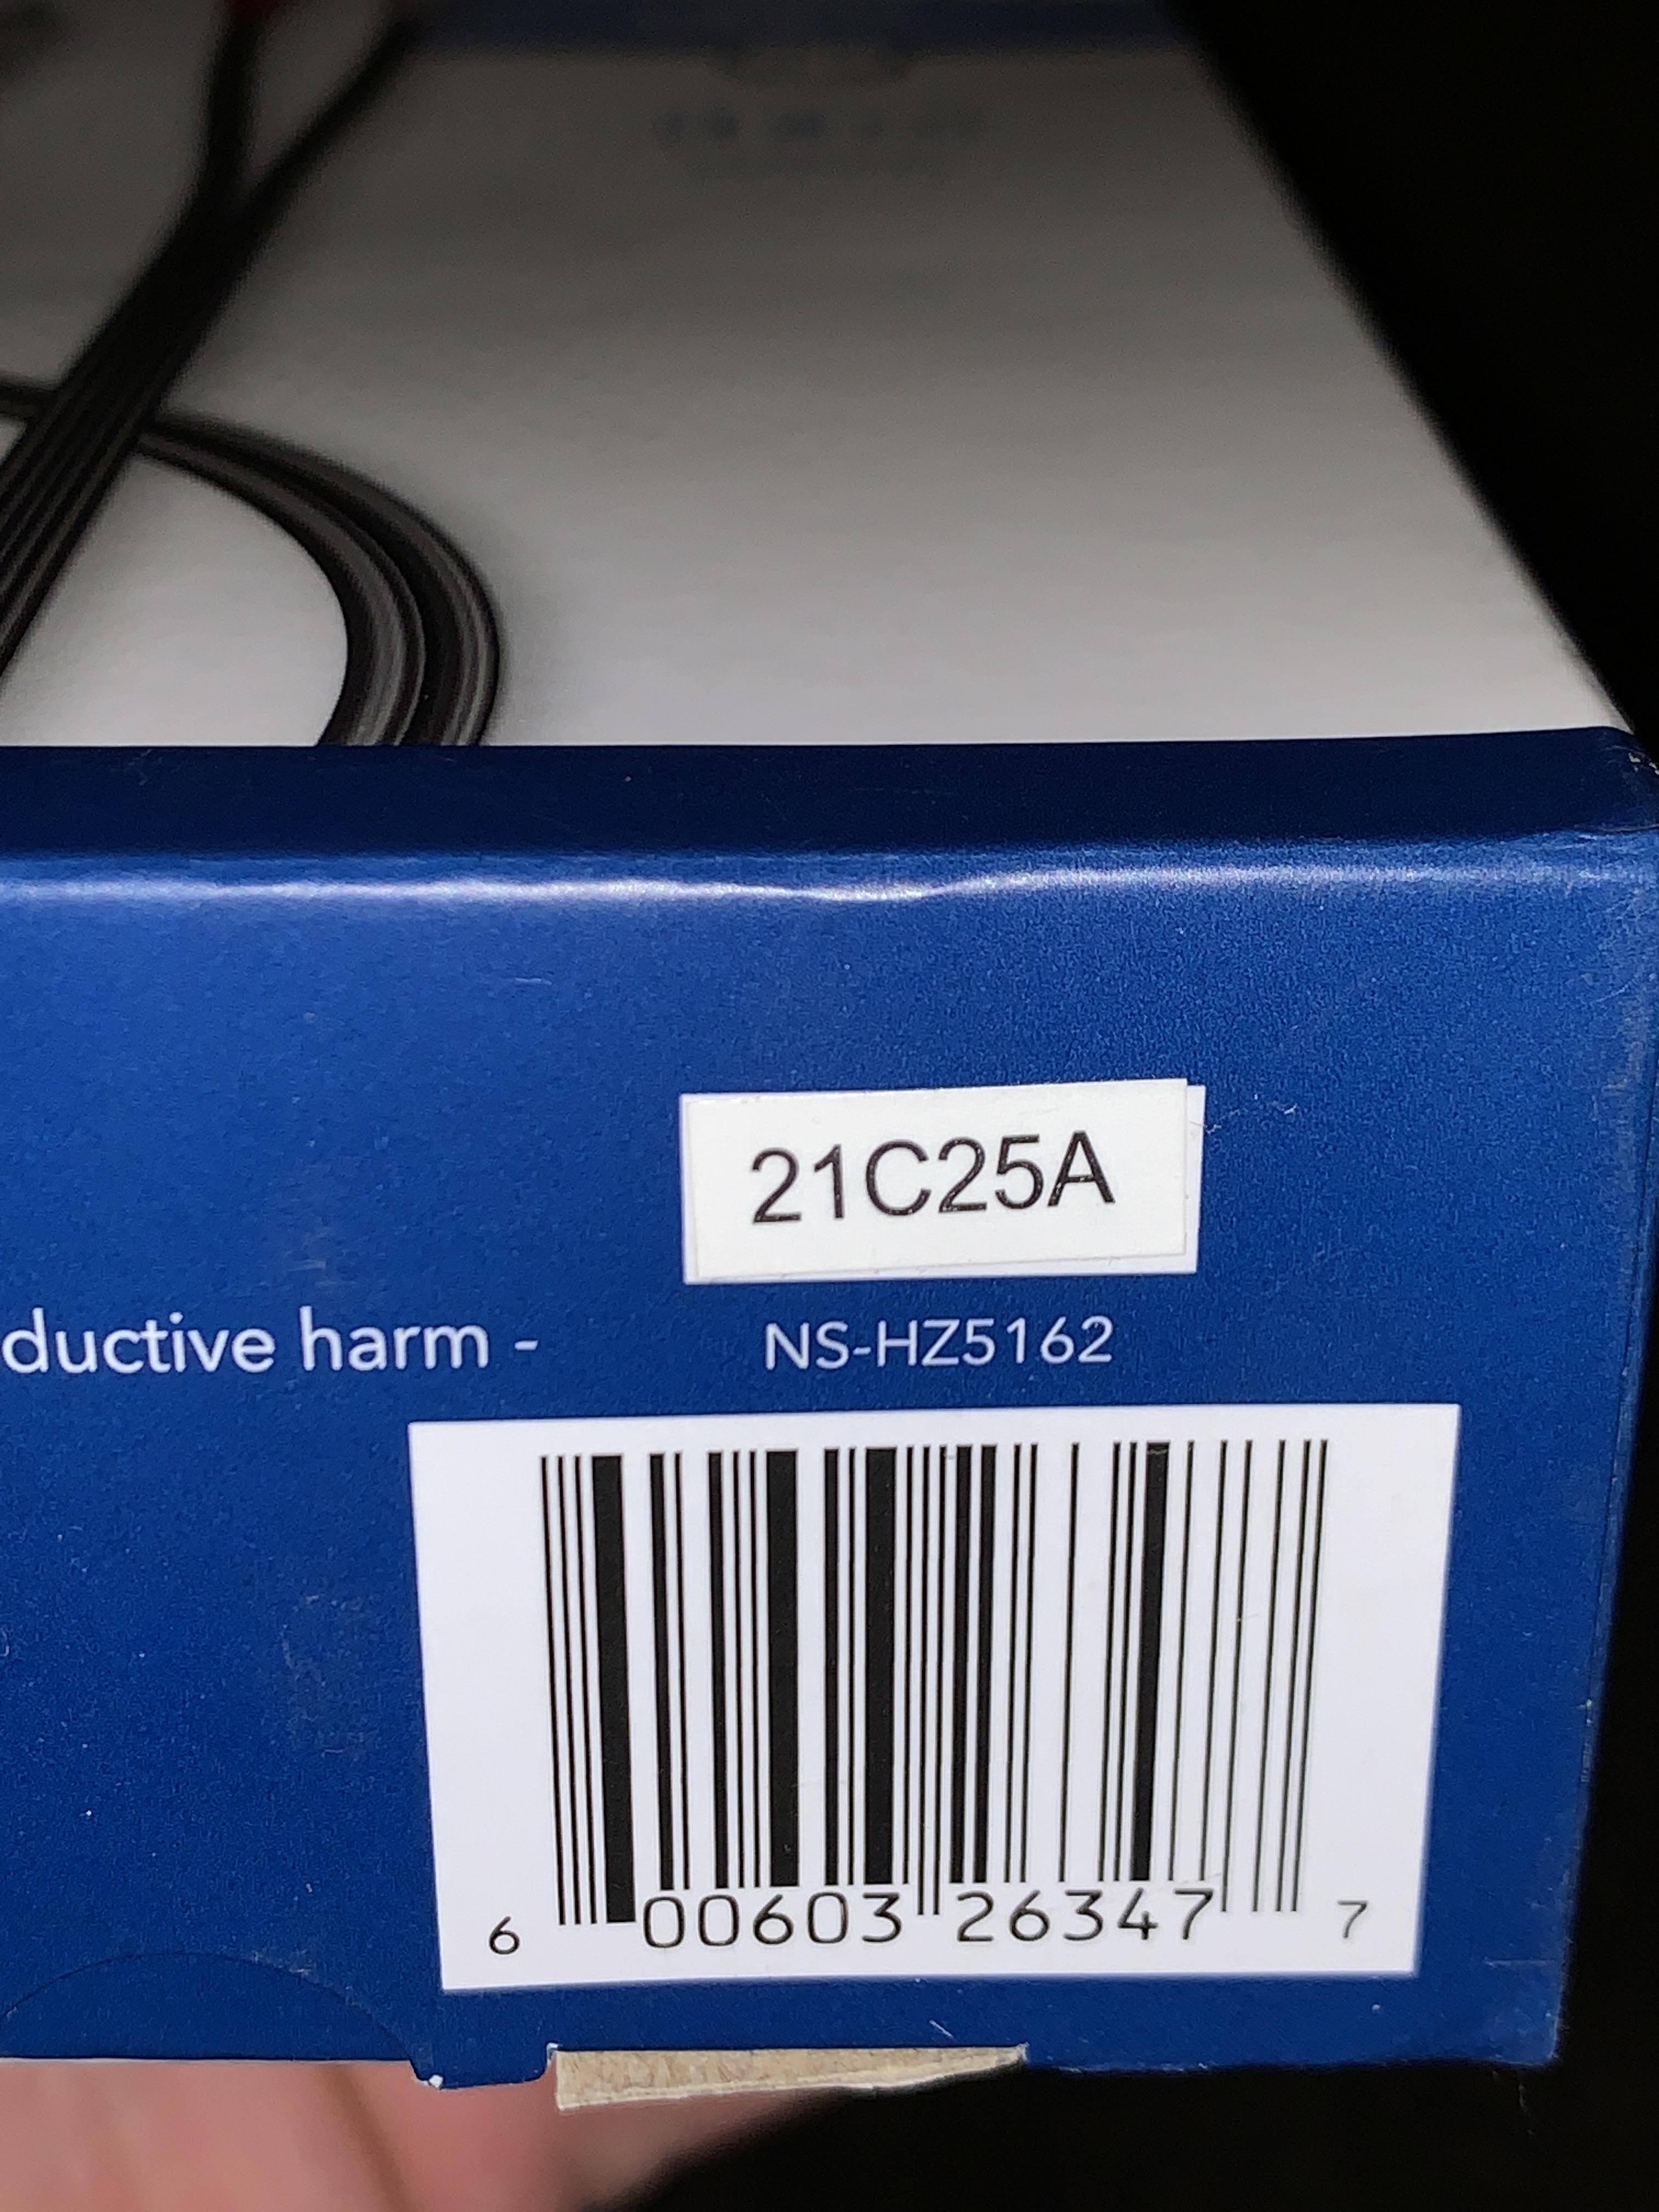 21C25A
ductive harm -
NS-HZ5162
6 00603 26347 7